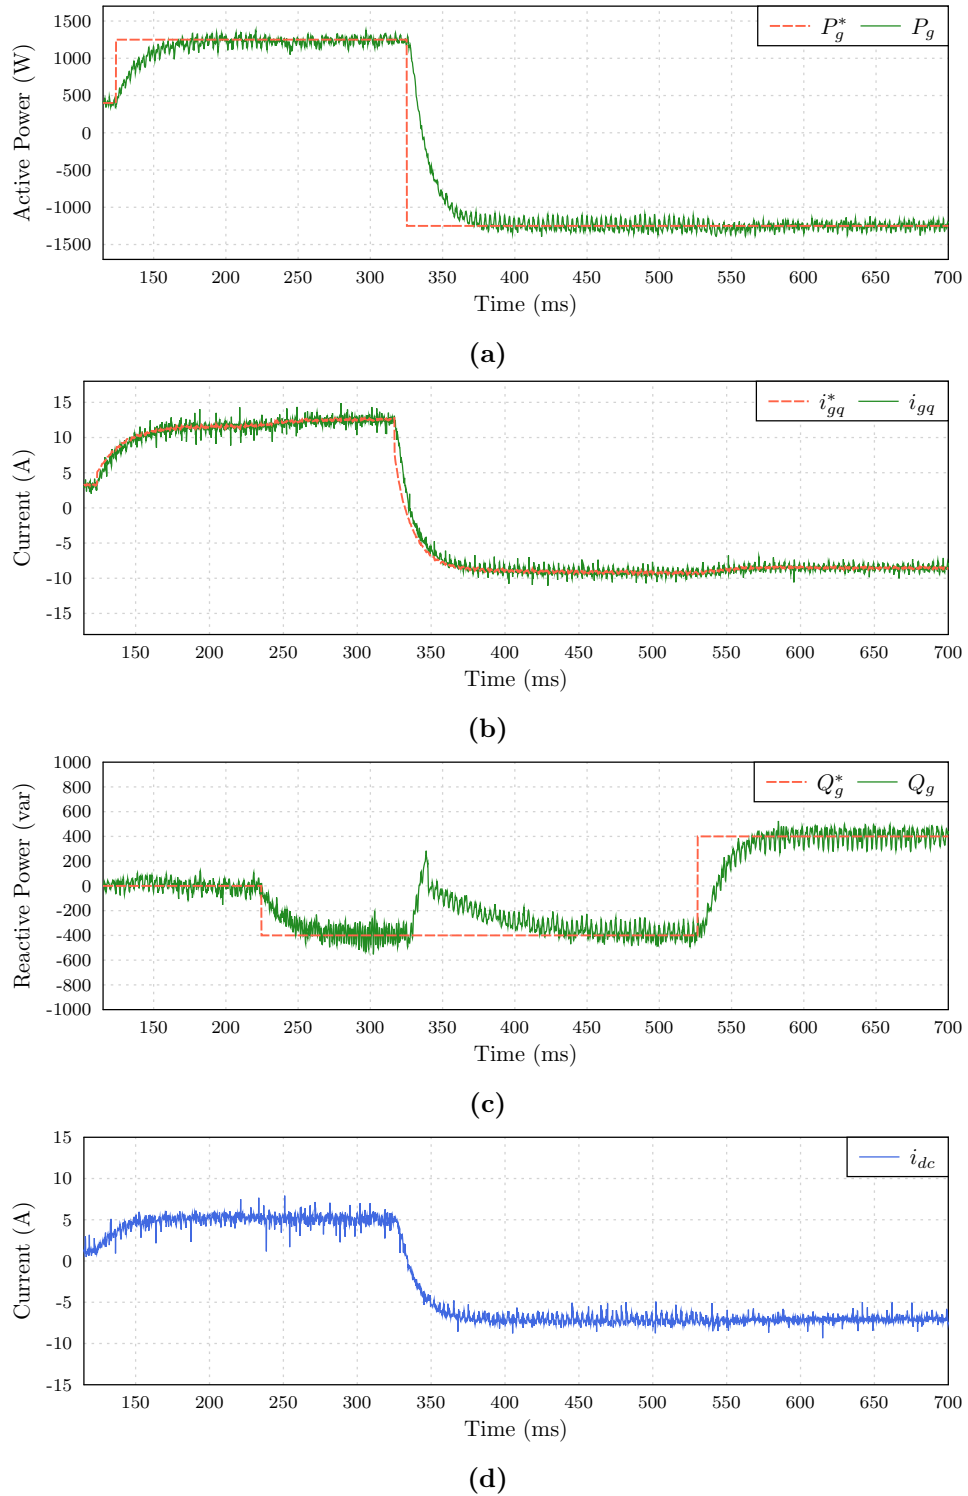 P*g Pg
1500
1000
500
0
-500
-1000
-1500
Active Power (W)
150 200 250 300 350 400 450 500 550 600 650 700
Time (ms)
(a)
i*gq igq
15
10
5
0
-5
-10
-15
Current (A)
150 200 250 300 350 400 450 500 550 600 650 700
Time (ms)
(b)
Q*g Qg
1000
800
600
400
200
0
-200
-400
-600
-800
-1000
Reactive Power (var)
150 200 250 300 350 400 450 500 550 600 650 700
Time (ms)
(c)
idc
15
10
5
0
-5
-10
-15
Current (A)
150 200 250 300 350 400 450 500 550 600 650 700
Time (ms)
(d)